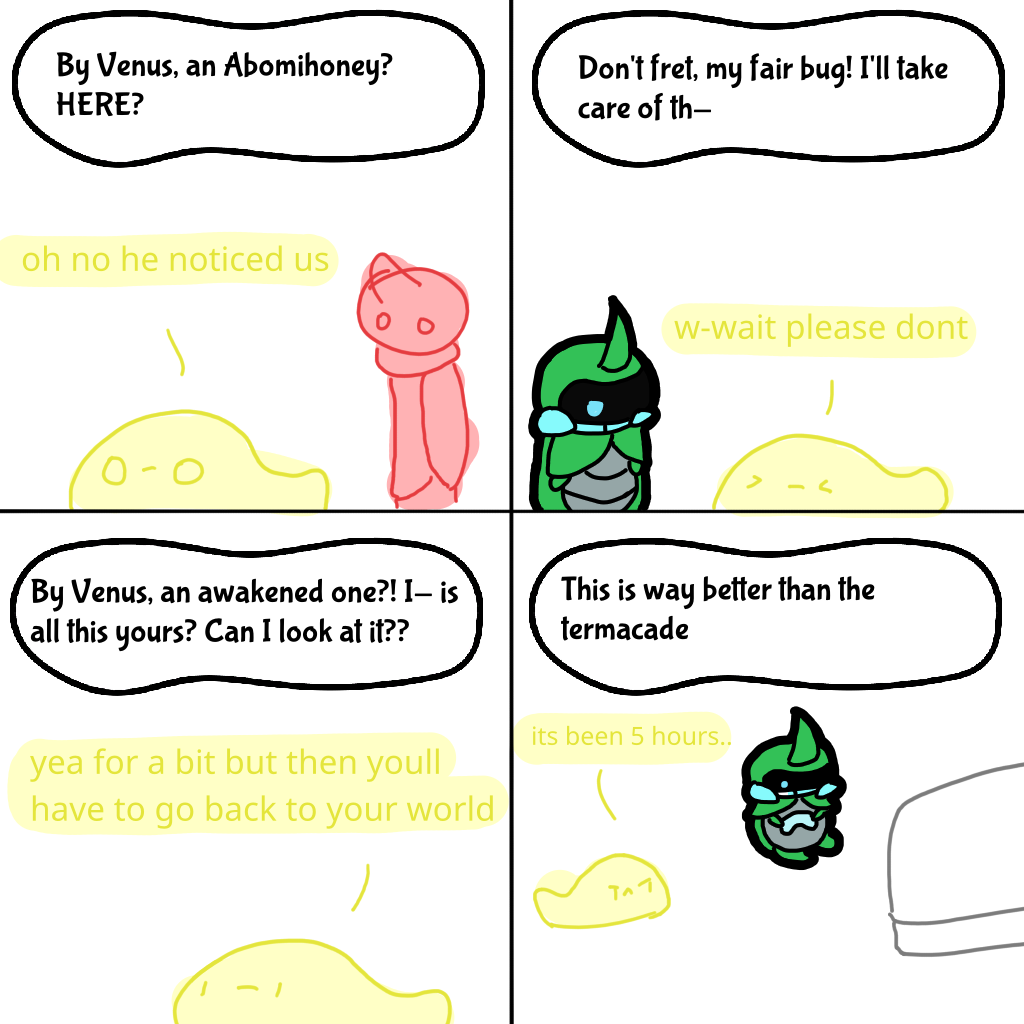 By Venus, an Abomihoney?
HERE?
oh no he noticed us
Don't fret, my fair bug! I'll take
care of th—
w-wait please dont
By Venus, an awakened one?! I— is
all this yours? Can I look at it??
yea for a bit but then youll
have to go back to your world
This is way better than the
termacade
its been 5 hours..